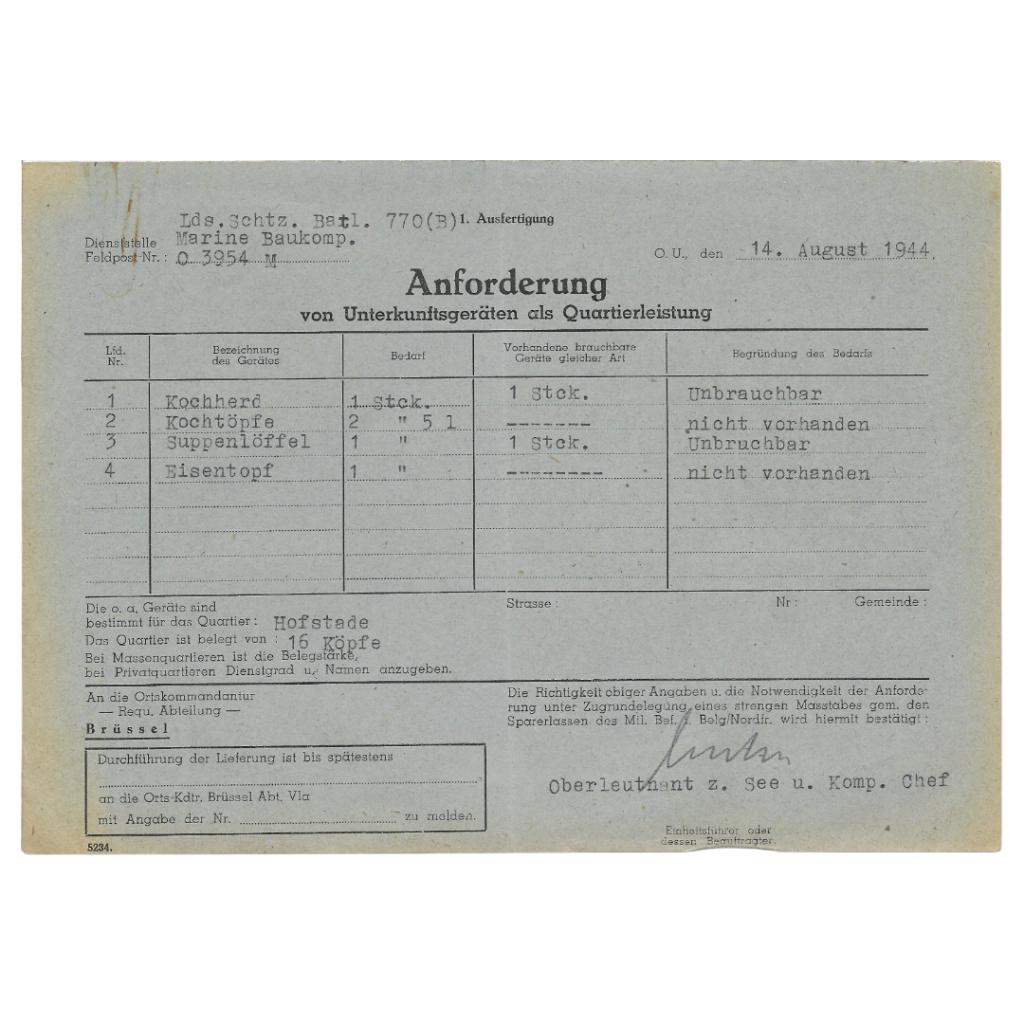 Lds.Schtz. Batl. 770(B) 1. Ausfertigung
Dienststelle Marine Baukomp.
Feldpost-Nr.: O 3954 M
O. U., den 14. August 1944
Anforderung
von Unterkunftsgeräten als Quartierleistung
Lfd. Nr. Bezeichnung des Gerätes Bedarf Vorhandene brauchbare Geräte gleicher Art Begründung des Bedarfs
1 Kochherd 1 Stck. 1 Stck. Unbrauchbar
2 Kochtöpfe 2 " 5 l ------- nicht vorhanden
3 Suppenlöffel 1 " 1 Stck. Unbruchbar
4 Eisentopf 1 " -------- nicht vorhanden
Die o. a. Geräte sind
bestimmt für das Quartier: Hofstade
Strasse: Nr: Gemeinde:
Das Quartier ist belegt von: 16 Köpfe
Bei Massenquartieren ist die Belegstärke,
bei Privatquartieren Dienstgrad u. Namen anzugeben.
An die Ortskommandantur
— Requ. Abteilung —
Brüssel
Durchführung der Lieferung ist bis spätestens
an die Orts-Kdtr. Brüssel Abt. VIa
mit Angabe der Nr. zu melden.
5234.
Die Richtigkeit obiger Angaben u. die Notwendigkeit der Anforde-
rung unter Zugrundelegung eines strengen Masstabes gem. den
Sparerlassen des Mil. Bef. f. Belg/Nordfr. wird hiermit bestätigt:
Oberleuthant z. See u. Komp. Chef
Einheitsführer oder
dessen Beauftragter.